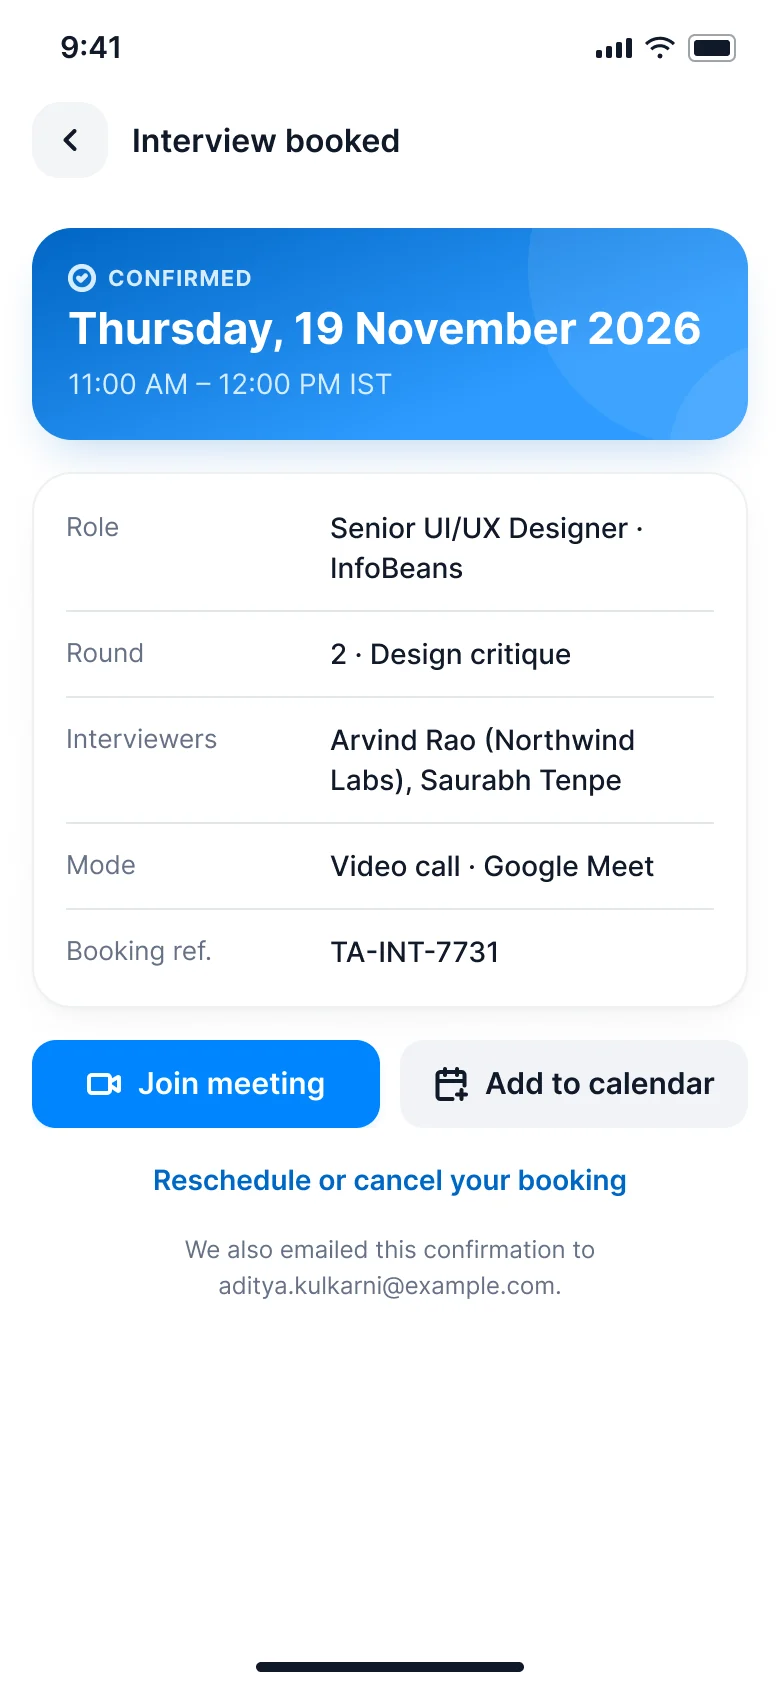 9:41
Interview booked
CONFIRMED
Thursday, 19 November 2026
11:00 AM – 12:00 PM IST
Role
Senior UI/UX Designer ·
InfoBeans
Round
2 · Design critique
Interviewers
Arvind Rao (Northwind
Labs), Saurabh Tenpe
Mode
Video call · Google Meet
Booking ref.
TA-INT-7731
Join meeting
Add to calendar
Reschedule or cancel your booking
We also emailed this confirmation to
aditya.kulkarni@example.com.